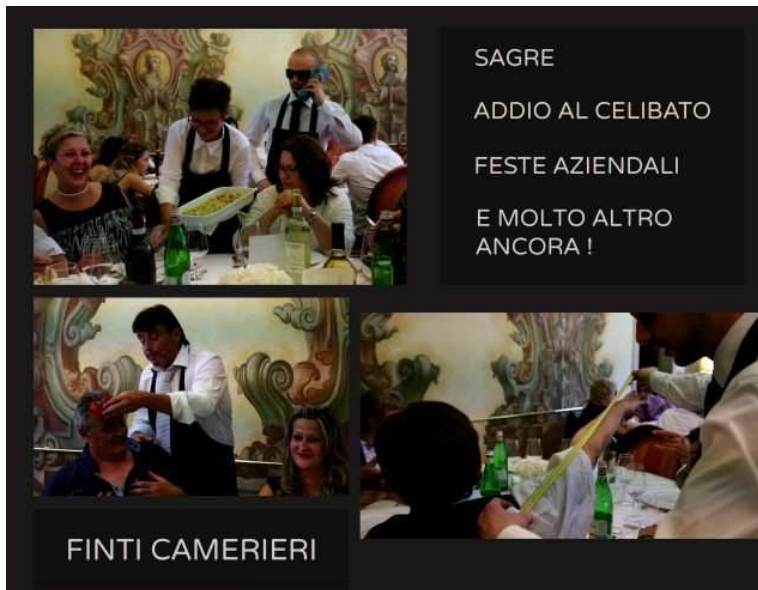 SAGRE
ADDIO AL CELIBATO
FESTE AZIENDALI
E MOLTO ALTRO
ANCORA !
FINTI CAMERIERI